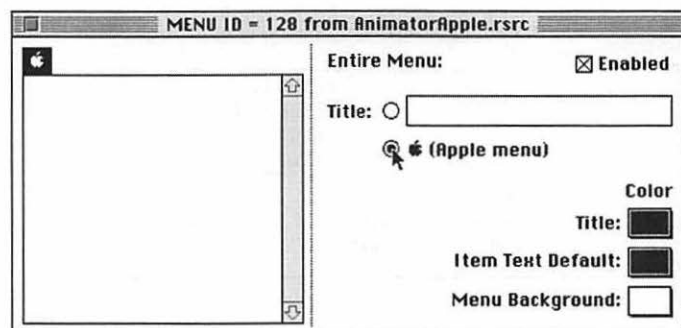 MENU ID = 128 from AnimatorApple.rsrc
Entire Menu:
Enabled
Title:
(Apple menu)
Color
Title:
Item Text Default:
Menu Background: